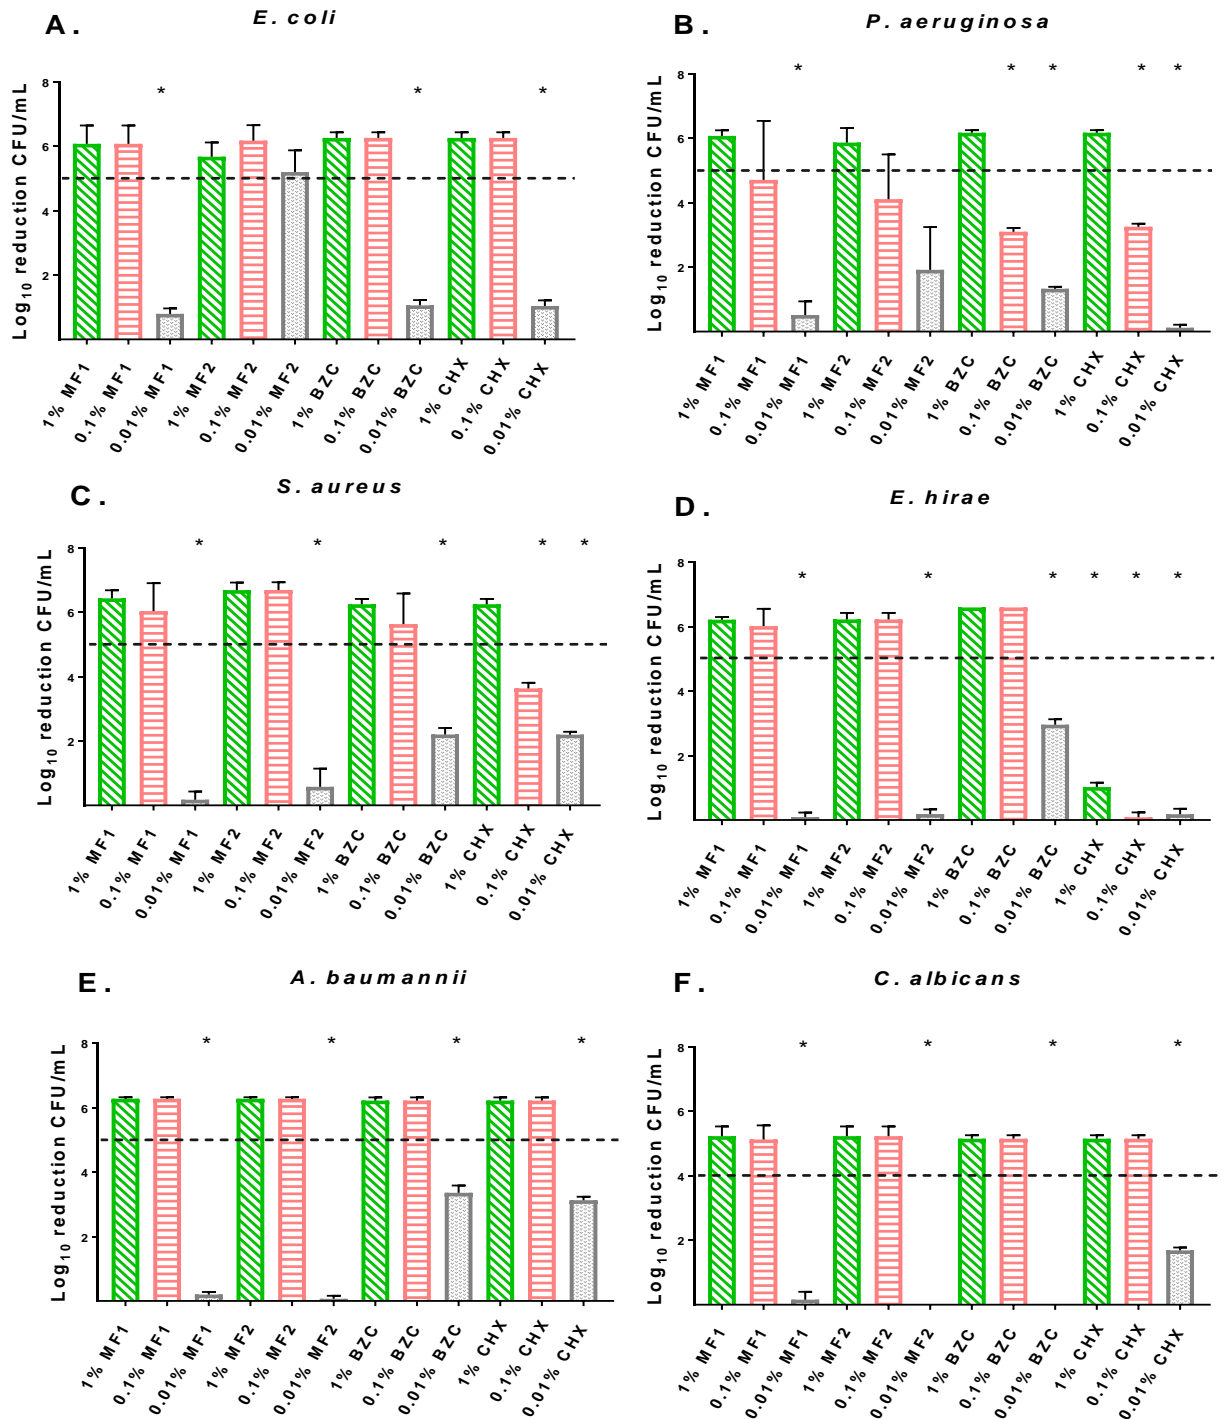 A. E. coli
* * *
Log10 reduction CFU/mL
8
6
4
2
1% MF1
0.1% MF1
0.01% MF1
1% MF2
0.1% MF2
0.01% MF2
1% BZC
0.1% BZC
0.01% BZC
1% CHX
0.1% CHX
0.01% CHX
B. P. aeruginosa
* * * * *
Log10 reduction CFU/mL
8
6
4
2
1% MF1
0.1% MF1
0.01% MF1
1% MF2
0.1% MF2
0.01% MF2
1% BZC
0.1% BZC
0.01% BZC
1% CHX
0.1% CHX
0.01% CHX
C. S. aureus
* * * * *
Log10 reduction CFU/mL
8
6
4
2
1% MF1
0.1% MF1
0.01% MF1
1% MF2
0.1% MF2
0.01% MF2
1% BZC
0.1% BZC
0.01% BZC
1% CHX
0.1% CHX
0.01% CHX
D. E. hirae
* * * * * *
Log10 reduction CFU/mL
8
6
4
2
1% MF1
0.1% MF1
0.01% MF1
1% MF2
0.1% MF2
0.01% MF2
1% BZC
0.1% BZC
0.01% BZC
1% CHX
0.1% CHX
0.01% CHX
E. A. baumannii
* * * *
Log10 reduction CFU/mL
8
6
4
2
1% MF1
0.1% MF1
0.01% MF1
1% MF2
0.1% MF2
0.01% MF2
1% BZC
0.1% BZC
0.01% BZC
1% CHX
0.1% CHX
0.01% CHX
F. C. albicans
* * * *
Log10 reduction CFU/mL
8
6
4
2
1% MF1
0.1% MF1
0.01% MF1
1% MF2
0.1% MF2
0.01% MF2
1% BZC
0.1% BZC
0.01% BZC
1% CHX
0.1% CHX
0.01% CHX